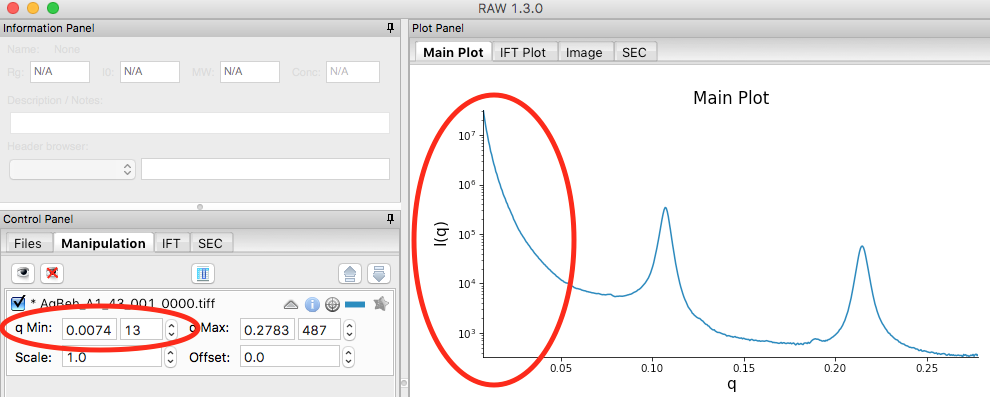 RAW 1.3.0
Information Panel
Name: None
Rg: N/A I0: N/A MW: N/A Conc: N/A
Description / Notes:
Header browser:
Control Panel
Files Manipulation IFT SEC
* AgBeh_A1_43_001_0000.tiff
q Min: 0.0074 13 q Max: 0.2783 487
Scale: 1.0 Offset: 0.0
Plot Panel
Main Plot IFT Plot Image SEC
Main Plot
I(q)
10^7
10^6
10^5
10^4
10^3
0.05 0.10 0.15 0.20 0.25
q